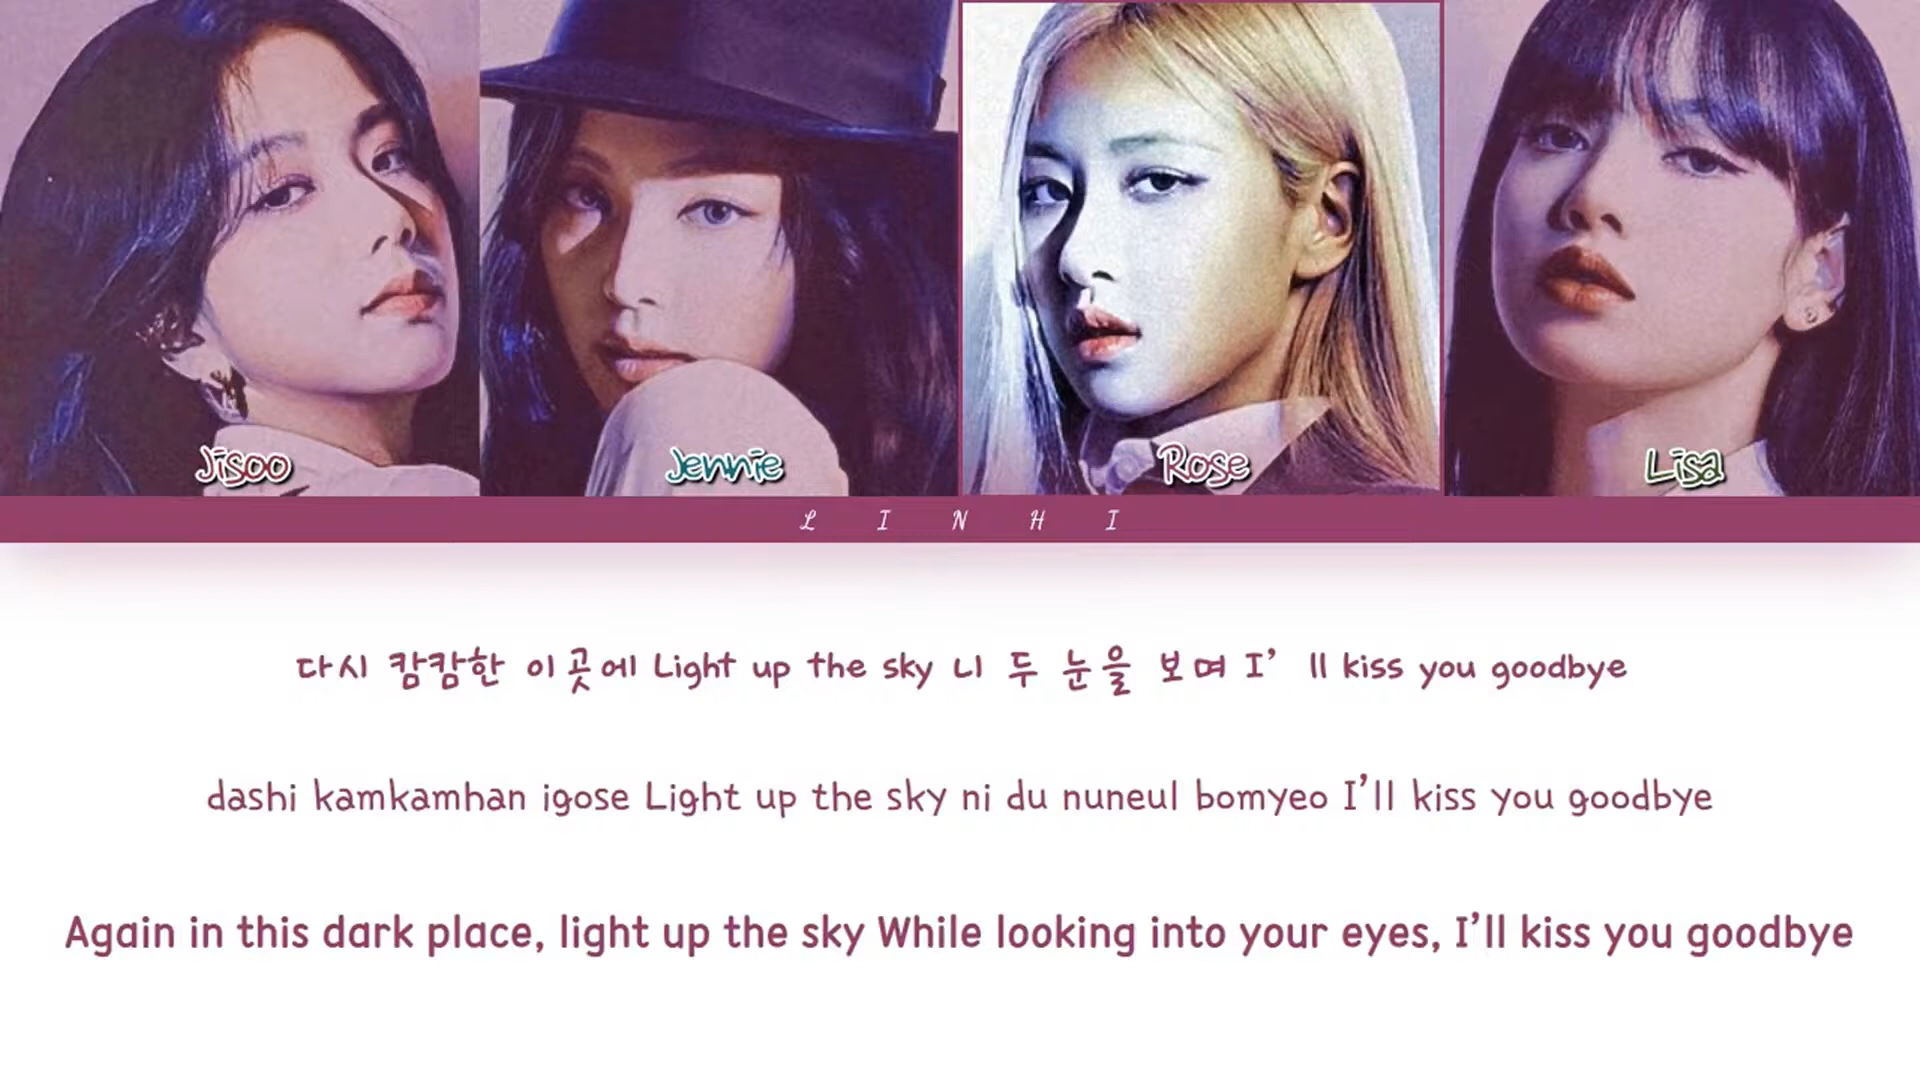 Jisoo
Jennie
Rose
Lisa
L I N H I
다시 캄캄한 이 곳에 Light up the sky 니 두 눈을 보며 I’ ll kiss you goodbye
dashi kamkamhan igose Light up the sky ni du nuneul bomyeo I’ll kiss you goodbye
Again in this dark place, light up the sky While looking into your eyes, I’ll kiss you goodbye